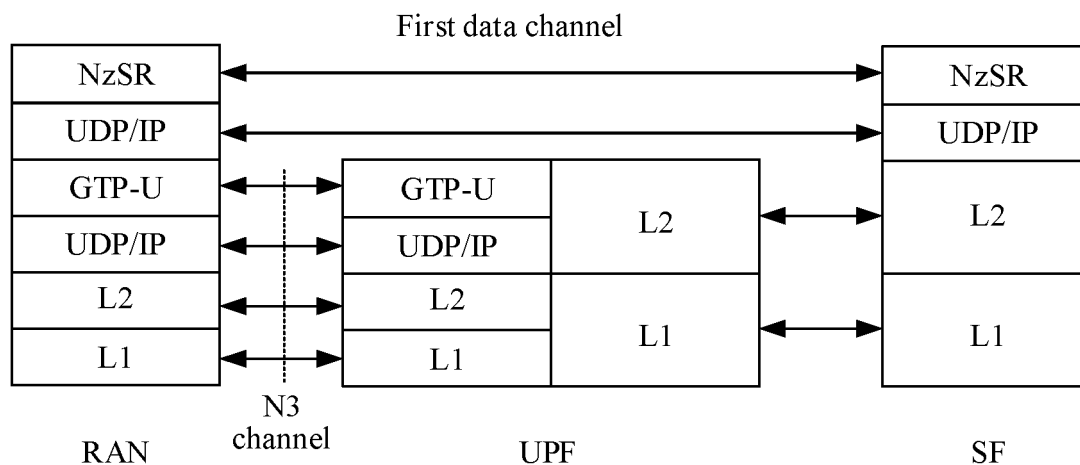 First data channel
NzSR
NzSR
UDP/IP
UDP/IP
GTP-U
GTP-U
L2
L2
UDP/IP
UDP/IP
L2
L2
L1
L1
L1
L1
N3
channel
RAN
UPF
SF